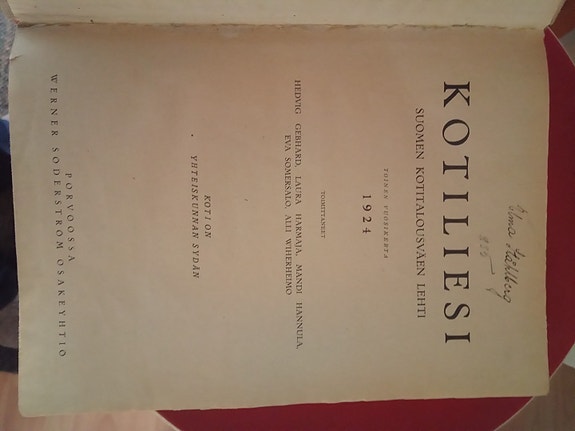 KOTILIESI
SUOMEN KOTITALOUSVÄEN LEHTI
TOINEN VUOSIKERTA
1924
TOIMITTANEET
HEDVIG GEBHARD, LAURA HARMAJA, MANDI HANNULA,
EVA SOMERSALO, ALLI WIHERHEIMO
KOTI ON
YHTEISKUNNAN SYDÄN
PORVOOSSA
WERNER SÖDERSTRÖM OSAKEYHTIÖ